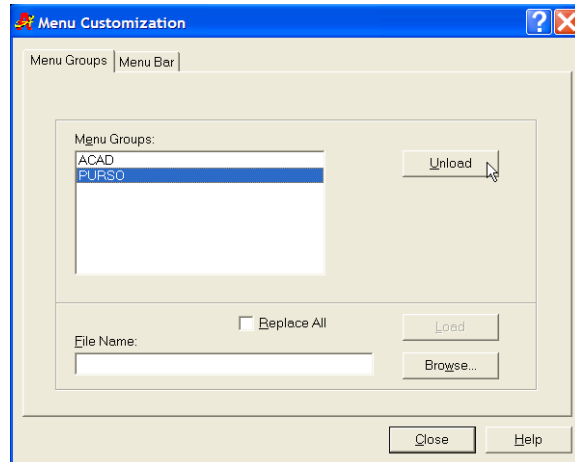 Menu Customization
Menu Groups Menu Bar
Menu Groups:
ACAD
PURSO
Unload
Replace All
Load
File Name:
Browse...
Close
Help